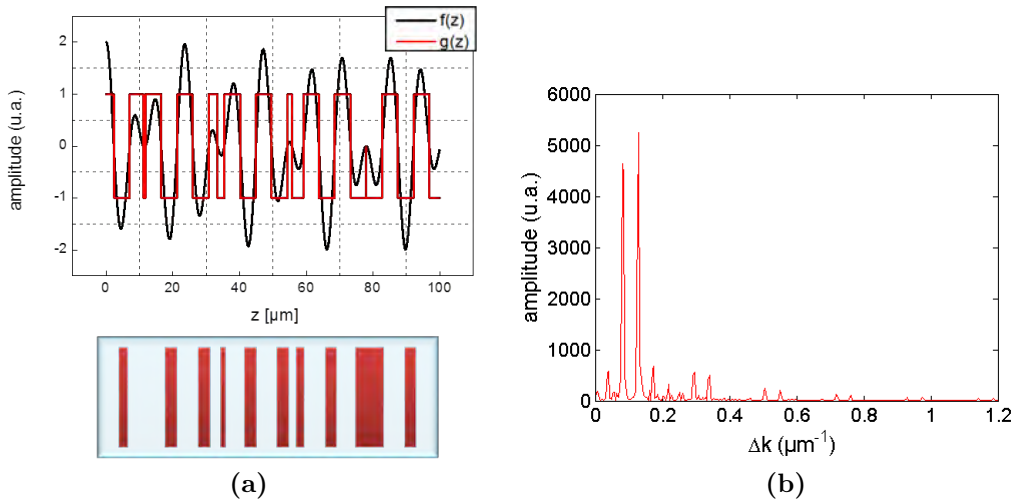 f(z)
g(z)
amplitude (u.a.)
2
1
0
-1
-2
0 20 40 60 80 100
z [µm]
(a)
amplitude (u.a.)
6000
5000
4000
3000
2000
1000
0
0 0.2 0.4 0.6 0.8 1 1.2
Δk (µm⁻¹)
(b)